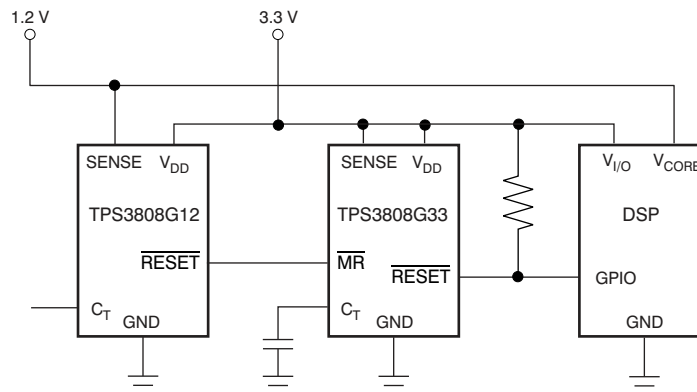 1.2 V
3.3 V
SENSE V_DD
SENSE V_DD
V_I/O V_CORE
TPS3808G12
TPS3808G33
DSP
RESET
MR
RESET
GPIO
C_T
GND
C_T
GND
GND